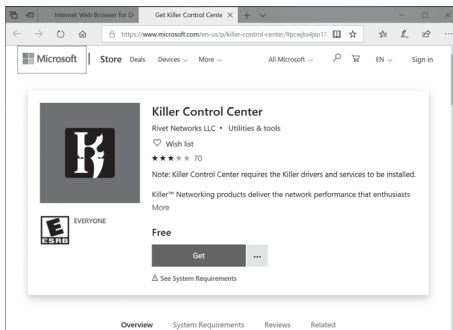 Internet Web Browser for D
Get Killer Control Cente
https://www.microsoft.com/en-us/p/killer-control-center/
Microsoft
Store Deals Devices More All Microsoft EN Sign in
Killer Control Center
Rivet Networks LLC • Utilities & tools
Wish list
70
Note: Killer Control Center requires the Killer drivers and services to be installed.
Killer™ Networking products deliver the network performance that enthusiasts
More
E
ESRB
EVERYONE
Free
Get
...
See System Requirements
Overview System Requirements Reviews Related